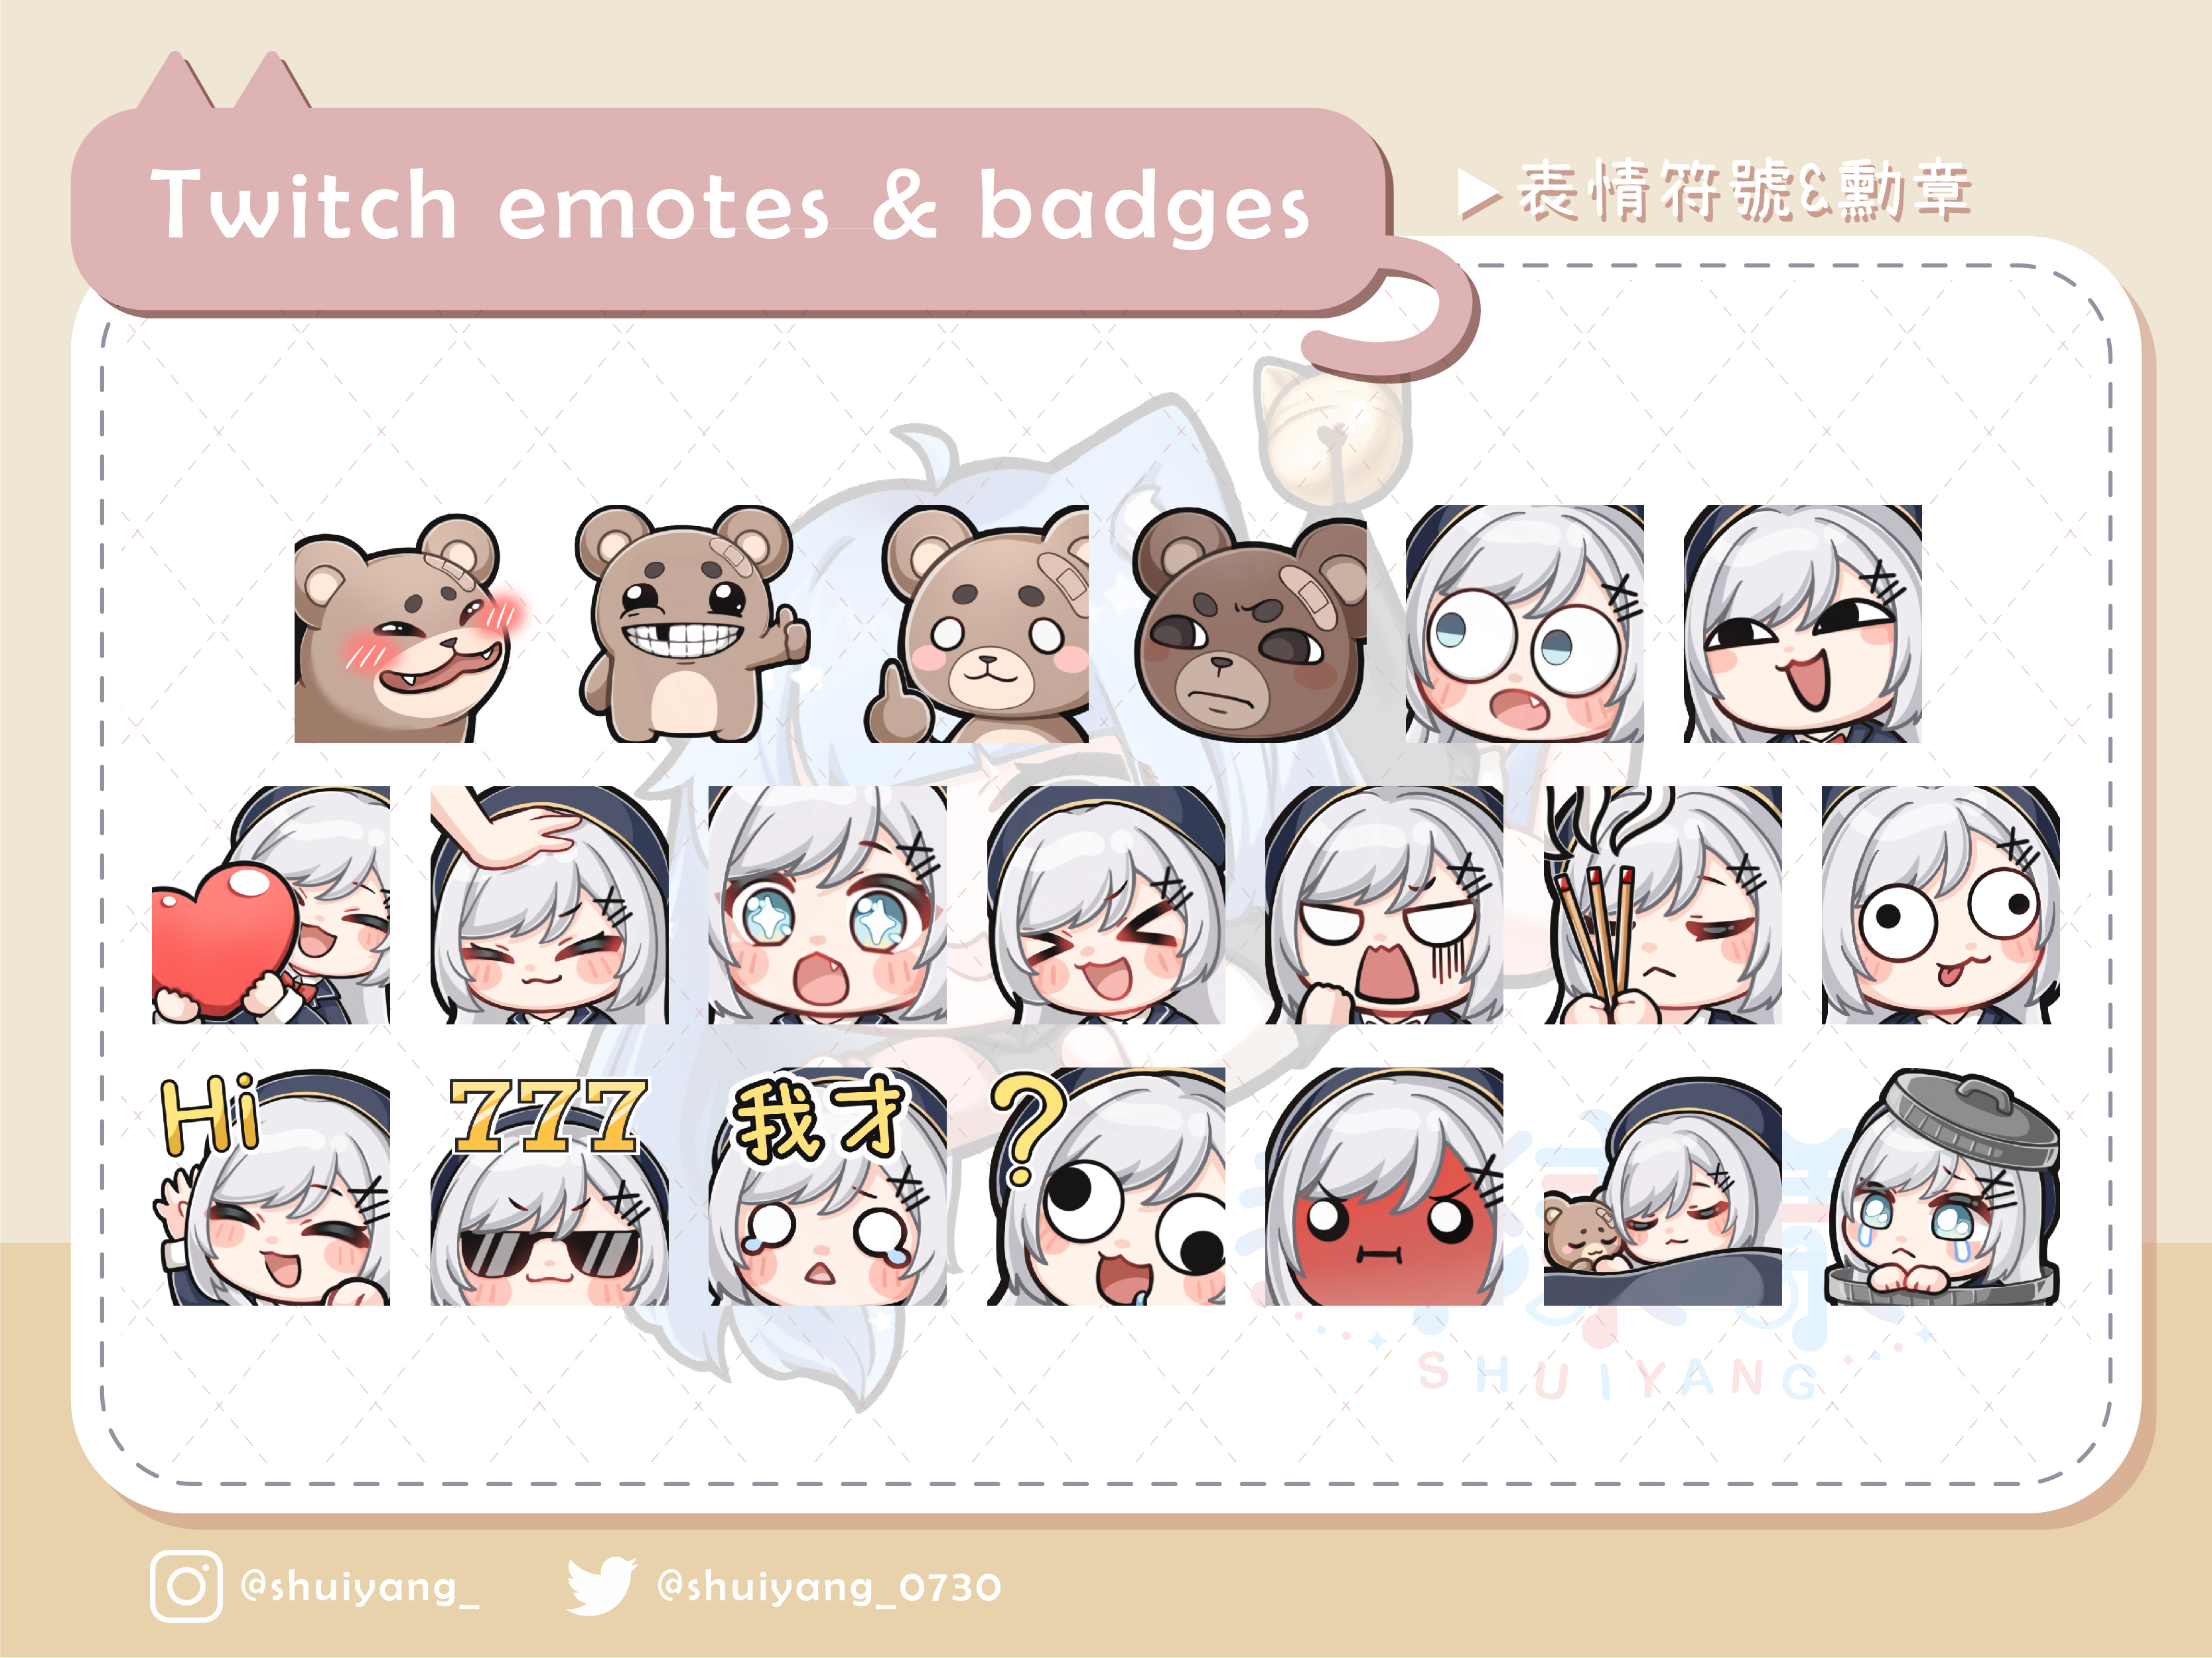 Twitch emotes & badges
▶表情符號&勳章
Hi
777
我才
?
SHUIYANG
@shuiyang_
@shuiyang_0730